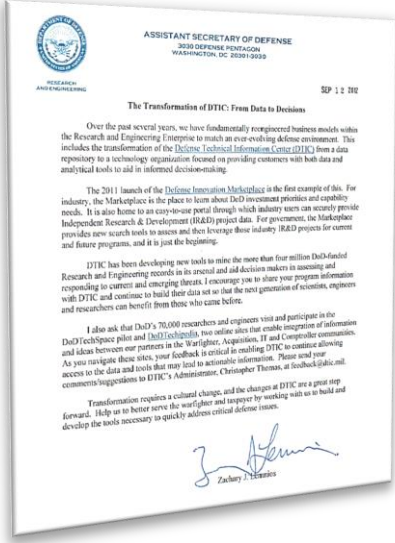 ASSISTANT SECRETARY OF DEFENSE
3030 DEFENSE PENTAGON
WASHINGTON, DC 20301-3030
RESEARCH
AND ENGINEERING
SEP 12 2012
The Transformation of DTIC: From Data to Decisions
Over the past several years, we have fundamentally reengineered business models within
the Research and Engineering Enterprise to match an ever-evolving defense environment. This
includes the transformation of the Defense Technical Information Center (DTIC) from a data
repository to a technology organization focused on providing customers with both data and
analytical tools to aid in informed decision-making.
The 2011 launch of the Defense Innovation Marketplace is the first example of this. For
industry, the Marketplace is the place to learn about DoD investment priorities and capability
needs. It is also home to an easy-to-use portal through which industry users can securely provide
Independent Research & Development (IR&D) project data. For government, the Marketplace
provides new search tools to assess and then leverage those industry IR&D projects for current
and future programs, and it is just the beginning.
DTIC has been developing new tools to mine the more than four million DoD-funded
Research and Engineering records in its arsenal and aid decision makers in assessing and
responding to current and emerging threats. I encourage you to share your program information
with DTIC and continue to build their data set so that the next generation of scientists, engineers
and researchers can benefit from those who came before.
I also ask that DoD's 70,000 researchers and engineers visit and participate in the
DoDTechSpace pilot and DoDTechipedia, two online sites that enable integration of information
and ideas between our partners in the Warfighter, Acquisition, IT and Comptroller communities.
As you navigate these sites, your feedback is critical in enabling DTIC to continue allowing
access to the data and tools that may lead to actionable information. Please send your
comments/suggestions to DTIC's Administrator, Christopher Thomas, at feedback@dtic.mil.
Transformation requires a cultural change, and the changes at DTIC are a great step
forward. Help us to better serve the warfighter and taxpayer by working with us to build and
develop the tools necessary to quickly address critical defense issues.
Zachary J. Lemnios